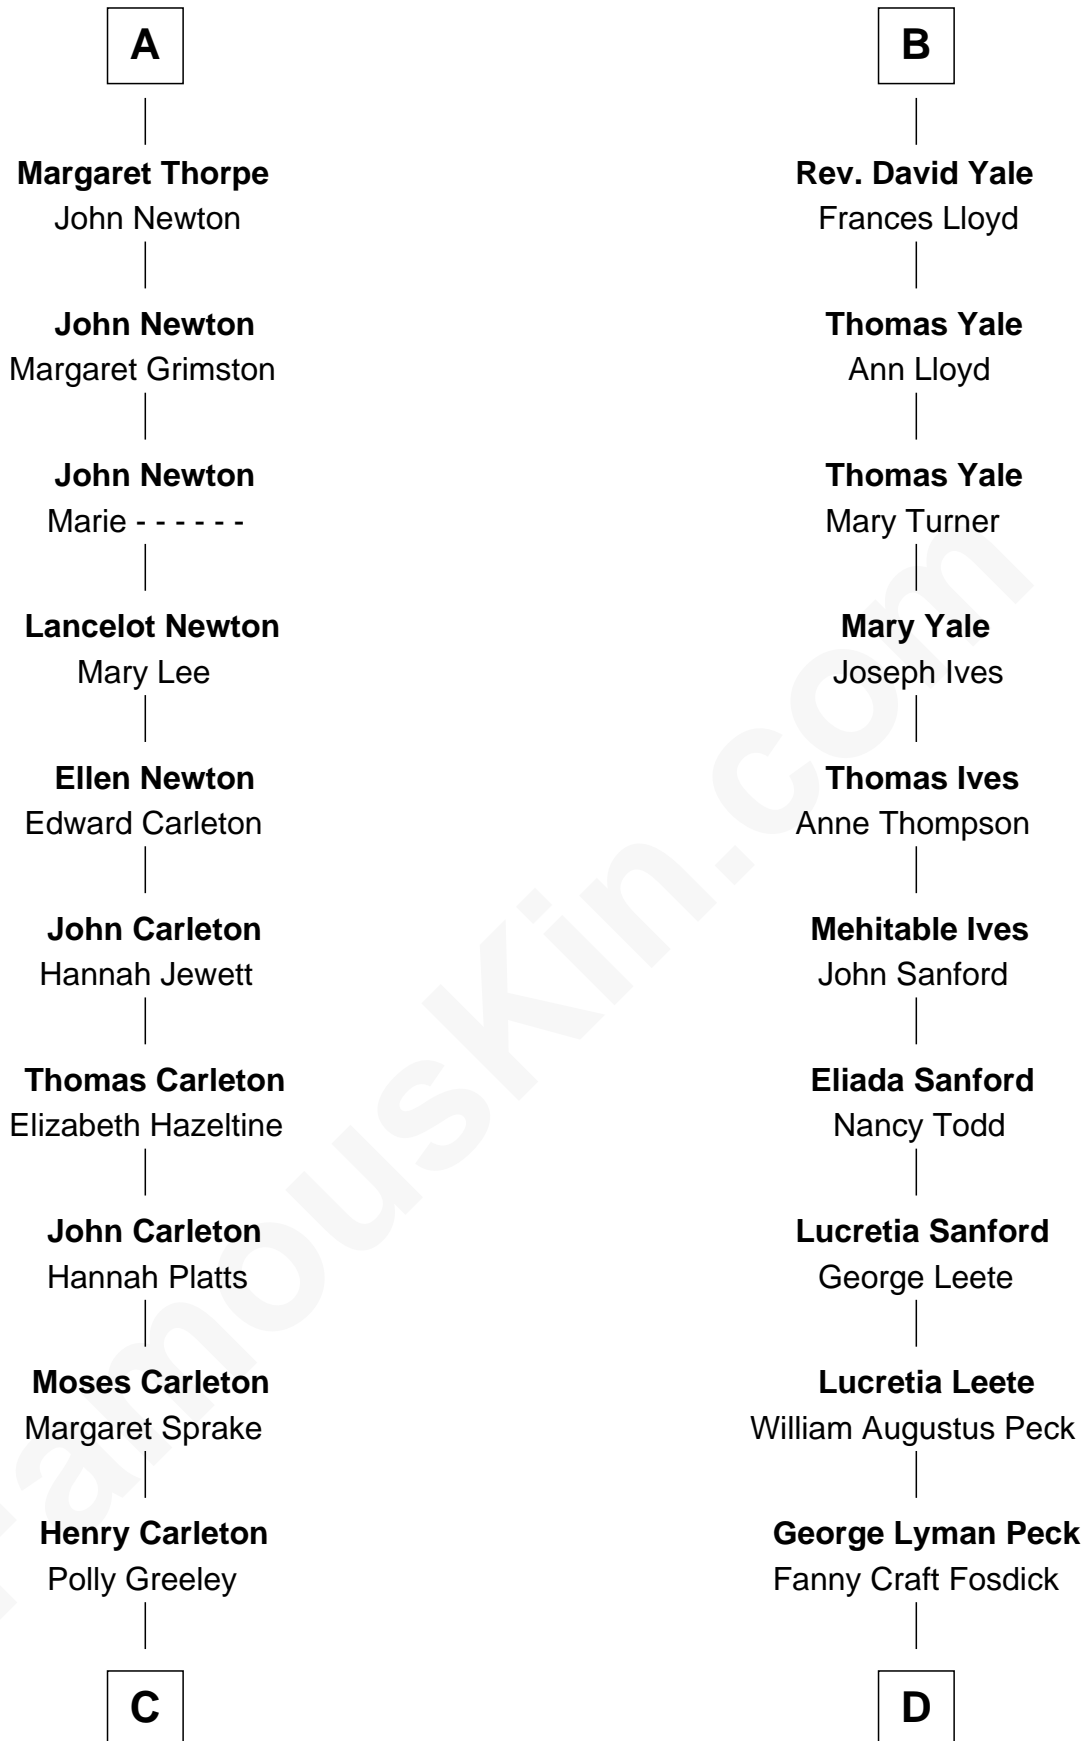 A
Margaret Thorpe
John Newton
John Newton
Margaret Grimston
John Newton
Marie - - - - - -
Lancelot Newton
Mary Lee
Ellen Newton
Edward Carleton
John Carleton
Hannah Jewett
Thomas Carleton
Elizabeth Hazeltine
John Carleton
Hannah Platts
Moses Carleton
Margaret Sprake
Henry Carleton
Polly Greeley
C
B
Rev. David Yale
Frances Lloyd
Thomas Yale
Ann Lloyd
Thomas Yale
Mary Turner
Mary Yale
Joseph Ives
Thomas Ives
Anne Thompson
Mehitable Ives
John Sanford
Eliada Sanford
Nancy Todd
Lucretia Sanford
George Leete
Lucretia Leete
William Augustus Peck
George Lyman Peck
Fanny Craft Fosdick
D
FamousKin.com